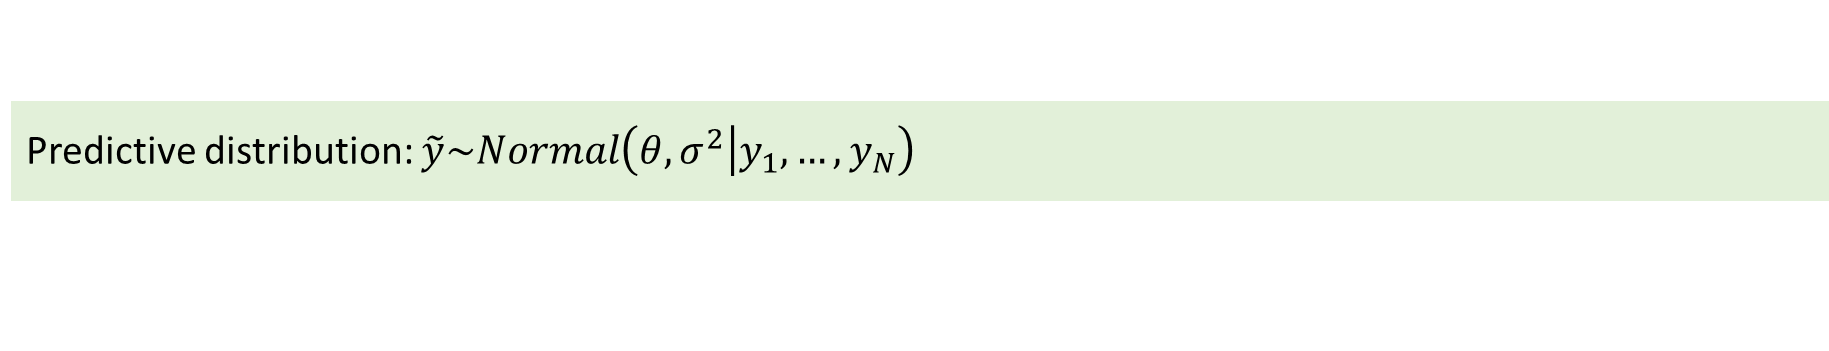 Predictive distribution: ỹ~Normal(θ, σ²|y₁, … , y_N)